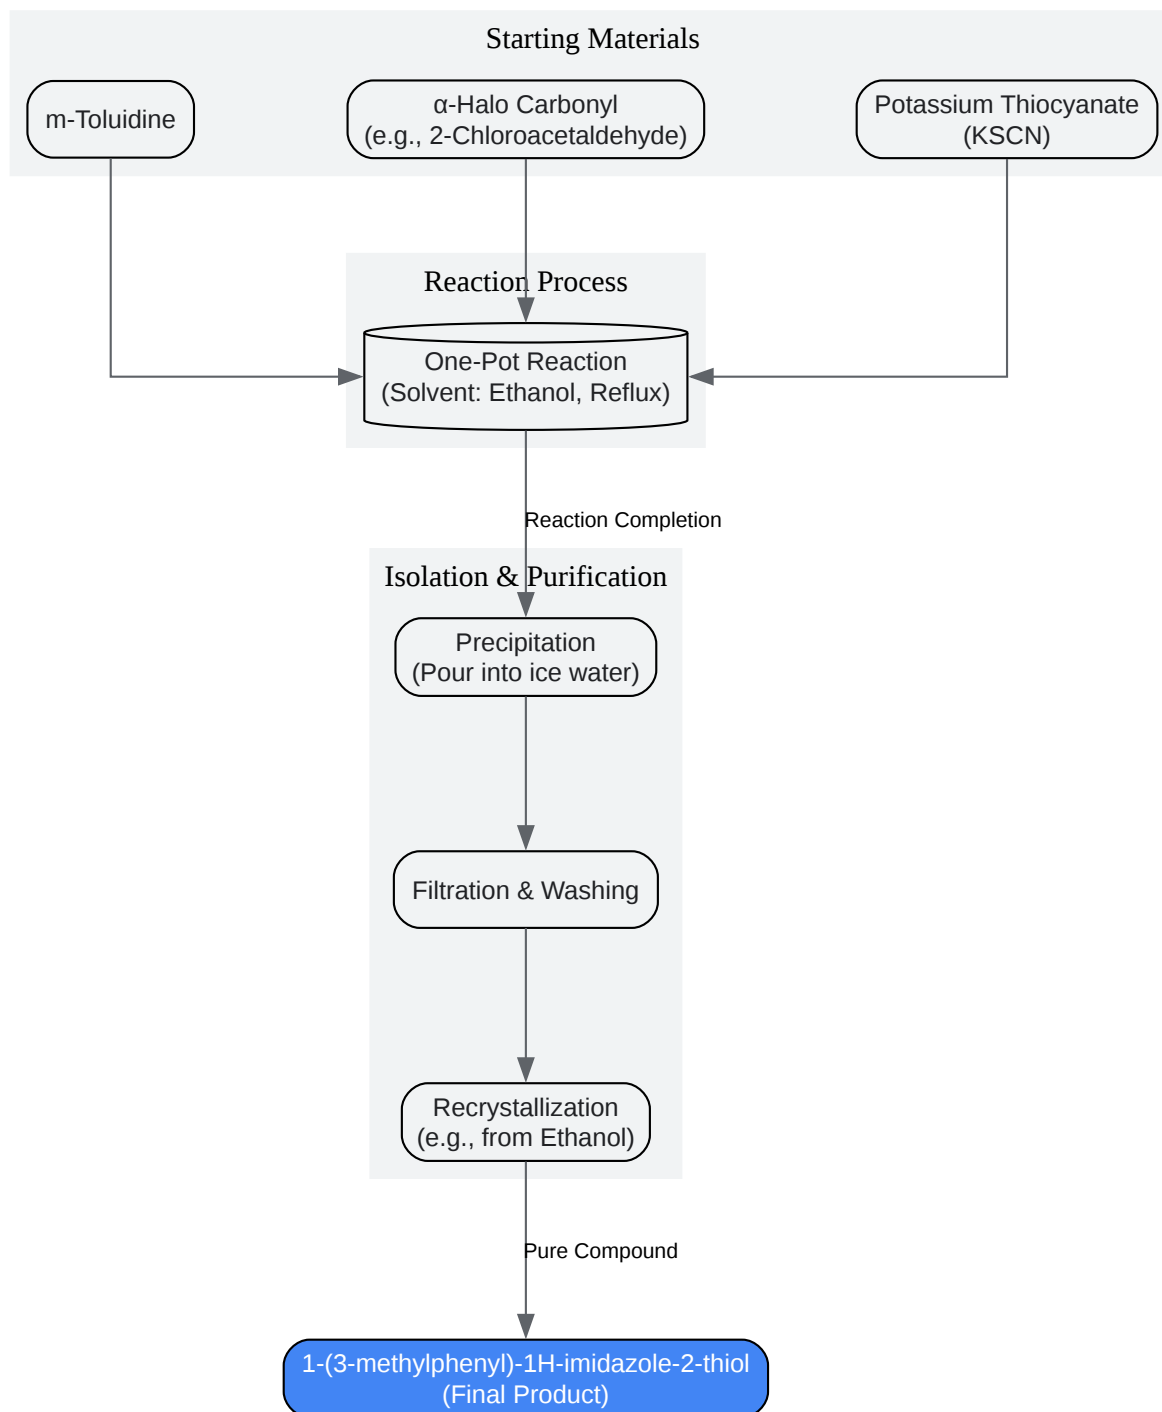 Starting Materials
m-Toluidine
α-Halo Carbonyl
(e.g., 2-Chloroacetaldehyde)
Potassium Thiocyanate
(KSCN)
Reaction Process
One-Pot Reaction
(Solvent: Ethanol, Reflux)
Reaction Completion
Isolation & Purification
Precipitation
(Pour into ice water)
Filtration & Washing
Recrystallization
(e.g., from Ethanol)
Pure Compound
1-(3-methylphenyl)-1H-imidazole-2-thiol
(Final Product)